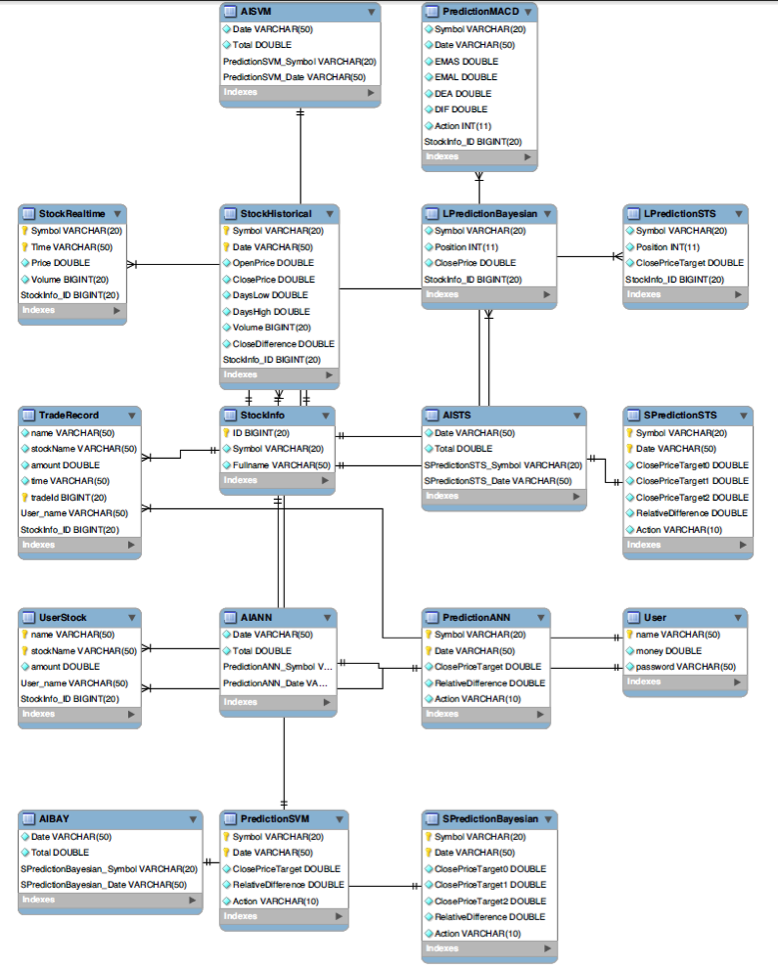 AISVM
Date VARCHAR(50)
Total DOUBLE
PredictionSVM_Symbol VARCHAR(20)
PredictionSVM_Date VARCHAR(50)
Indexes
PredictionMACD
Symbol VARCHAR(20)
Date VARCHAR(50)
EMAS DOUBLE
EMAL DOUBLE
DEA DOUBLE
DIF DOUBLE
Action INT(11)
StockInfo_ID BIGINT(20)
Indexes
StockRealtime
Symbol VARCHAR(20)
Time VARCHAR(50)
Price DOUBLE
Volume BIGINT(20)
StockInfo_ID BIGINT(20)
Indexes
StockHistorical
Symbol VARCHAR(20)
Date VARCHAR(50)
OpenPrice DOUBLE
ClosePrice DOUBLE
DaysLow DOUBLE
DaysHigh DOUBLE
Volume BIGINT(20)
CloseDifference DOUBLE
StockInfo_ID BIGINT(20)
Indexes
LPredictionBayesian
Symbol VARCHAR(20)
Position INT(11)
ClosePrice DOUBLE
StockInfo_ID BIGINT(20)
Indexes
LPredictionSTS
Symbol VARCHAR(20)
Position INT(11)
ClosePriceTarget DOUBLE
StockInfo_ID BIGINT(20)
Indexes
TradeRecord
name VARCHAR(50)
stockName VARCHAR(50)
amount DOUBLE
time VARCHAR(50)
tradeId BIGINT(20)
User_name VARCHAR(50)
StockInfo_ID BIGINT(20)
Indexes
StockInfo
ID BIGINT(20)
Symbol VARCHAR(20)
Fullname VARCHAR(50)
Indexes
AISTS
Date VARCHAR(50)
Total DOUBLE
SPredictionSTS_Symbol VARCHAR(20)
SPredictionSTS_Date VARCHAR(50)
Indexes
SPredictionSTS
Symbol VARCHAR(20)
Date VARCHAR(50)
ClosePriceTarget0 DOUBLE
ClosePriceTarget1 DOUBLE
ClosePriceTarget2 DOUBLE
RelativeDifference DOUBLE
Action VARCHAR(10)
Indexes
UserStock
name VARCHAR(50)
stockName VARCHAR(50)
amount DOUBLE
User_name VARCHAR(50)
StockInfo_ID BIGINT(20)
Indexes
AIANN
Date VARCHAR(50)
Total DOUBLE
PredictionANN_Symbol V...
PredictionANN_Date VA...
Indexes
PredictionANN
Symbol VARCHAR(20)
Date VARCHAR(50)
ClosePriceTarget DOUBLE
RelativeDifference DOUBLE
Action VARCHAR(10)
Indexes
User
name VARCHAR(50)
money DOUBLE
password VARCHAR(50)
Indexes
AIBAY
Date VARCHAR(50)
Total DOUBLE
SPredictionBayesian_Symbol VARCHAR(20)
SPredictionBayesian_Date VARCHAR(50)
Indexes
PredictionSVM
Symbol VARCHAR(20)
Date VARCHAR(50)
ClosePriceTarget DOUBLE
RelativeDifference DOUBLE
Action VARCHAR(10)
Indexes
SPredictionBayesian
Symbol VARCHAR(20)
Date VARCHAR(50)
ClosePriceTarget0 DOUBLE
ClosePriceTarget1 DOUBLE
ClosePriceTarget2 DOUBLE
RelativeDifference DOUBLE
Action VARCHAR(10)
Indexes